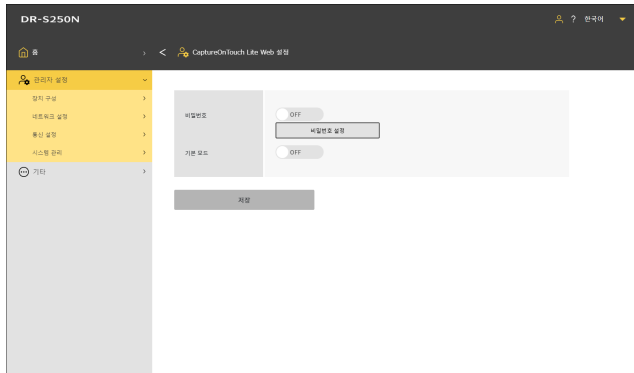 DR-S250N
? 한국어
홈
< CaptureOnTouch Lite Web 설정
관리자 설정
장치 구성
네트워크 설정
통신 설정
시스템 관리
기타
비밀번호
OFF
비밀번호 설정
기본 모드
OFF
저장